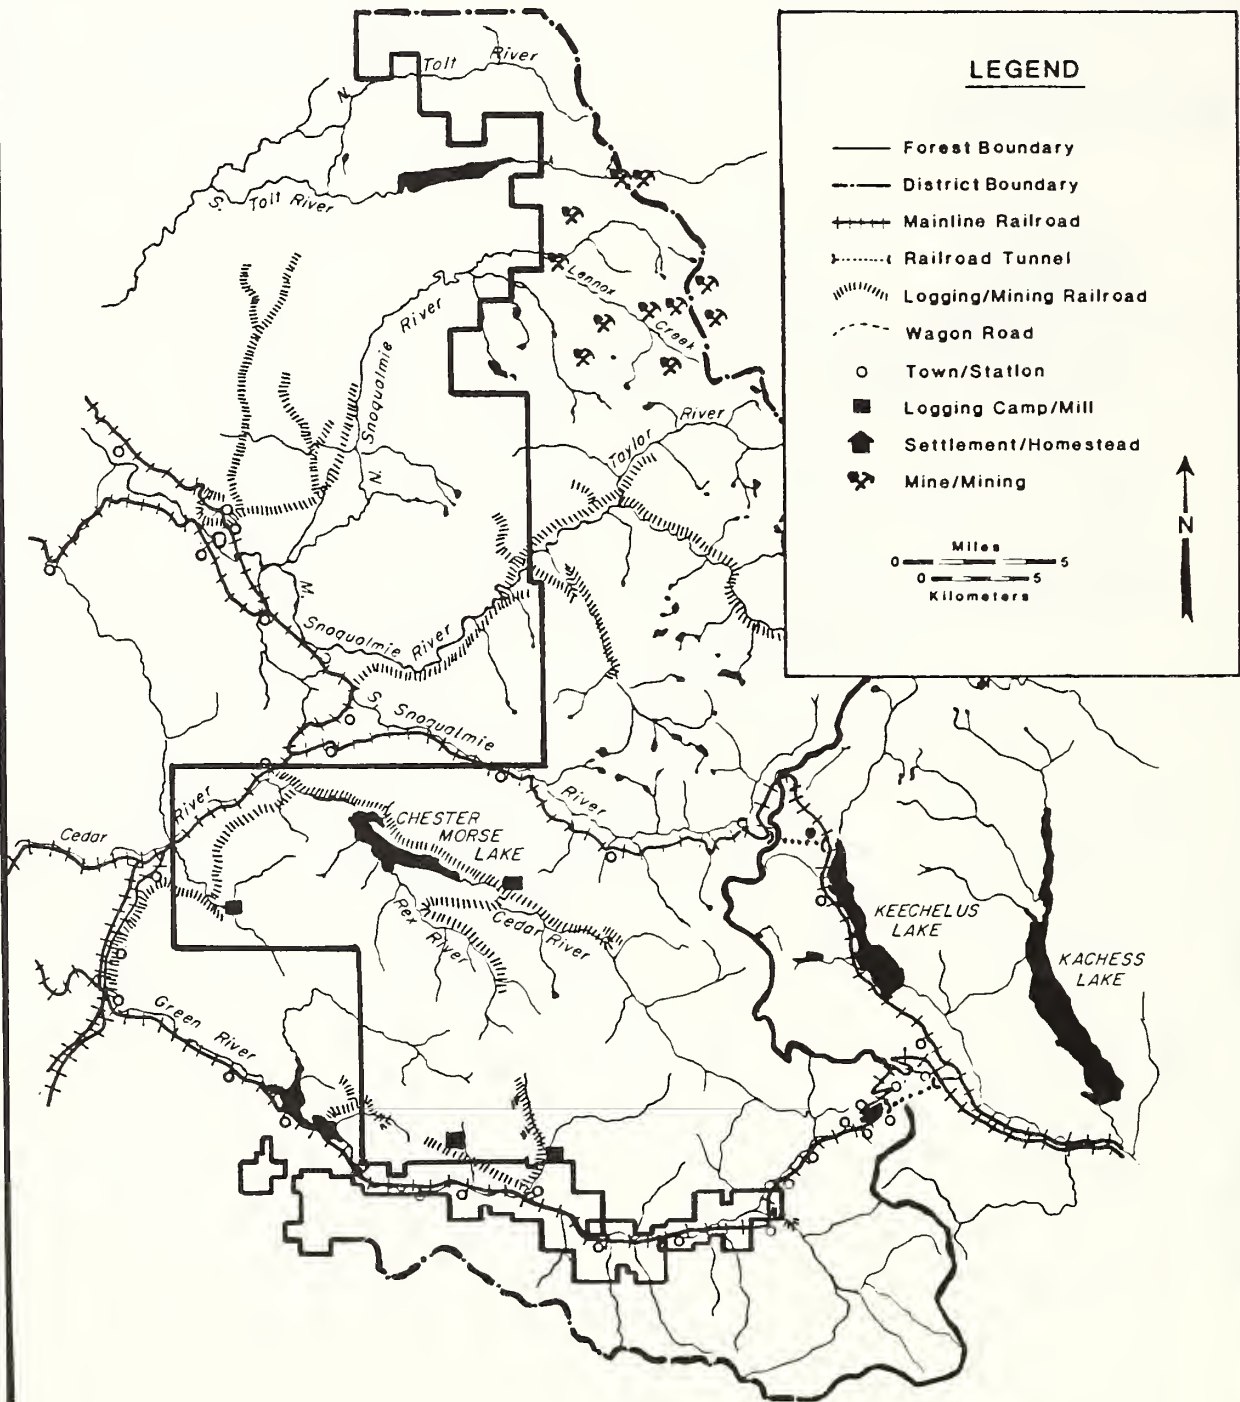 LEGEND
Forest Boundary
District Boundary
Mainline Railroad
Railroad Tunnel
Logging/Mining Railroad
Wagon Road
Town/Station
Logging Camp/Mill
Settlement/Homestead
Mine/Mining
N
Miles
0 5
0 5
Kilometers
N. Tolt River
S. Tolt River
Lennox Creek
N. Snoqualmie River
Taylor River
M. Snoqualmie River
S. Snoqualmie River
Cedar River
CHESTER
MORSE
LAKE
Rex River
Cedar River
KEECHELUS
LAKE
KACHESS
LAKE
Green River